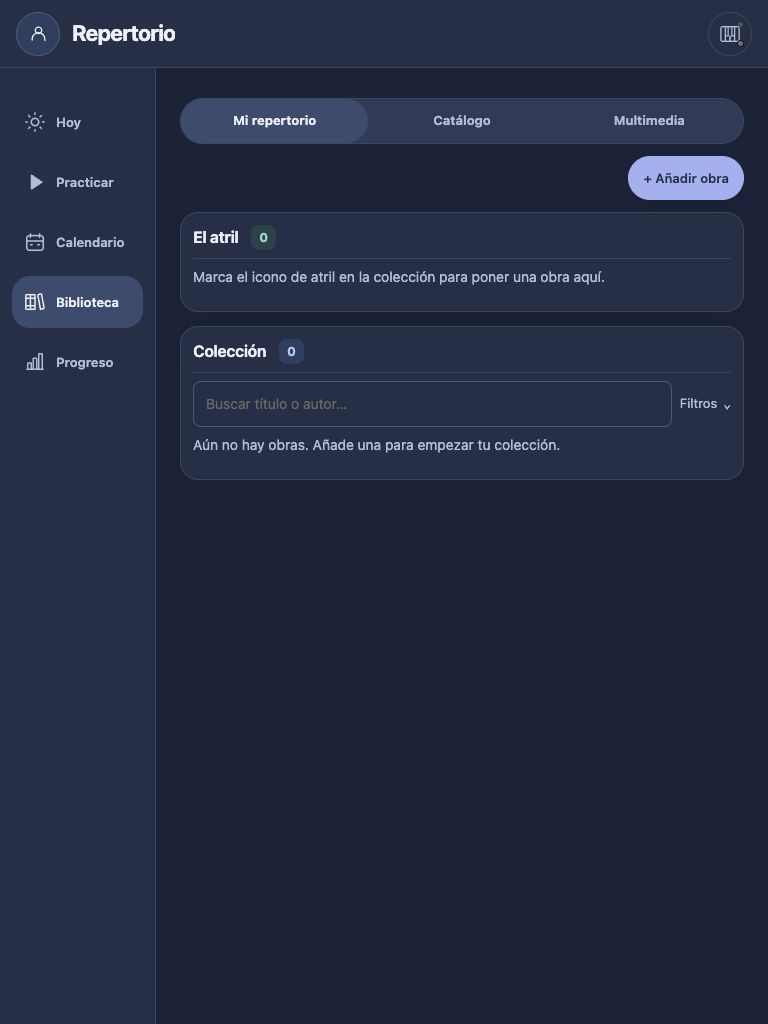 Repertorio
Hoy
Practicar
Calendario
Biblioteca
Progreso
Mi repertorio
Catálogo
Multimedia
+ Añadir obra
El atril 0
Marca el icono de atril en la colección para poner una obra aquí.
Colección 0
Buscar título o autor...
Filtros
Aún no hay obras. Añade una para empezar tu colección.